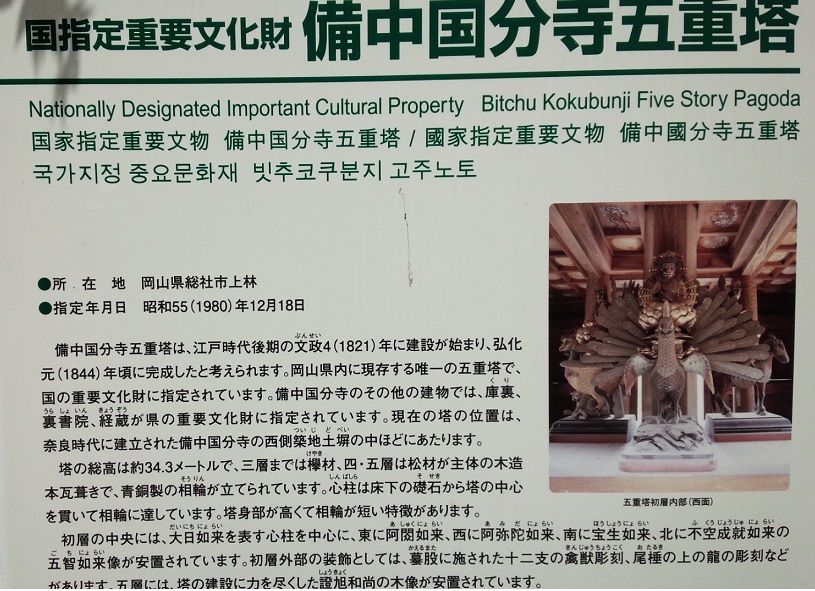 国指定重要文化財 備中国分寺五重塔
Nationally Designated Important Cultural Property Bitchu Kokubunji Five Story Pagoda
国家指定重要文物 備中国分寺五重塔 / 國家指定重要文物 備中國分寺五重塔
국가지정 중요문화재 빗추코쿠분지 고주노토
●所 在 地 岡山県総社市上林
●指定年月日 昭和55(1980)年12月18日
備中国分寺五重塔は、江戸時代後期の文政4(1821)年に建設が始まり、弘化
元(1844)年頃に完成したと考えられます。岡山県内に現存する唯一の五重塔で、
国の重要文化財に指定されています。備中国分寺のその他の建物では、庫裏、
裏書院、経蔵が県の重要文化財に指定されています。現在の塔の位置は、
奈良時代に建立された備中国分寺の西側築地土塀の中ほどにあたります。
塔の総高は約34.3メートルで、三層までは欅材、四・五層は松材が主体の木造
本瓦葺きで、青銅製の相輪が立てられています。心柱は床下の礎石から塔の中心
を貫いて相輪に達しています。塔身部が高くて相輪が短い特徴があります。
五重塔初層内部(西面)
初層の中央には、大日如来を表す心柱を中心に、東に阿閦如来、西に阿弥陀如来、南に宝生如来、北に不空成就如来の
五智如来像が安置されています。初層外部の装飾としては、蟇股に施された十二支の禽獣彫刻、尾棰の上の龍の彫刻など
があります。五層には、塔の建設に力を尽くした證旭和尚の木像が安置されています。